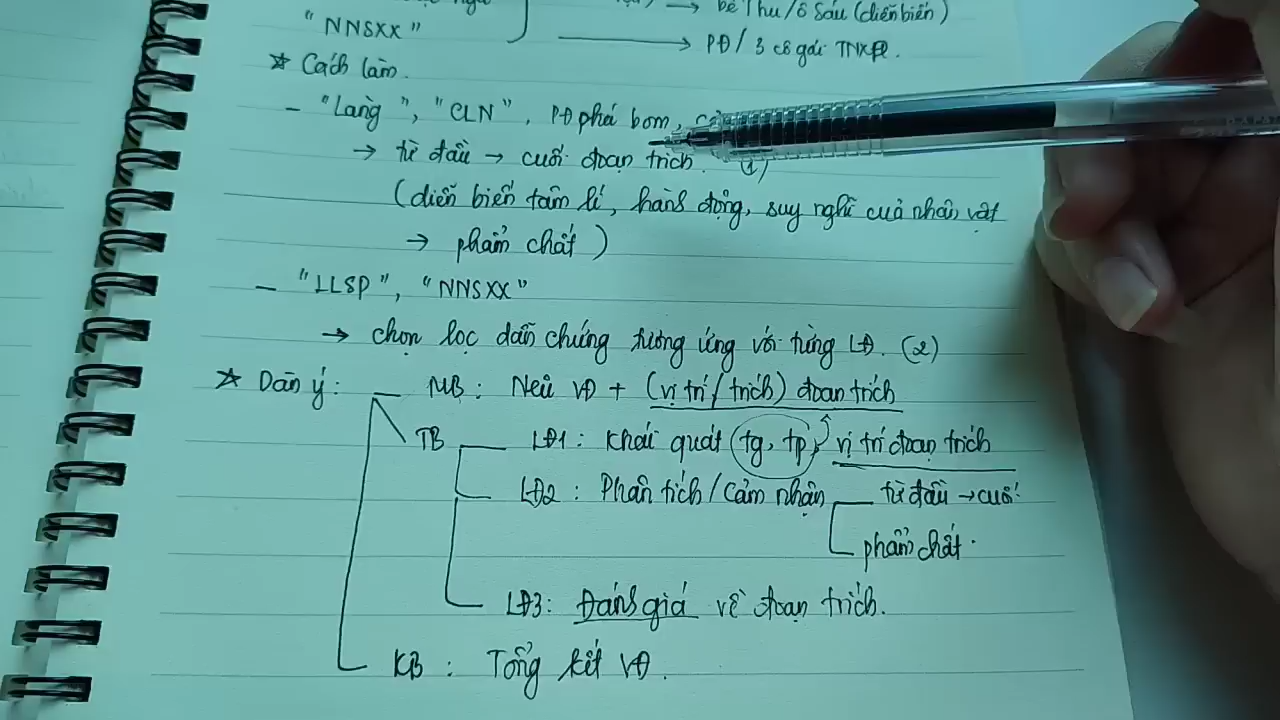 → bé Thu/ô Sáu (diễn biến)
"NNSXX" → PĐ/ 3 cô gái TNXP.
* Cách làm.
- "Làng", "CLN", PĐ phá bom,
→ từ đầu → cuối đoạn trích. (1)
(diễn biến tâm lí, hành động, suy nghĩ của nhân vật
→ phẩm chất)
- "LLSP", "NNSXX"
→ chọn lọc dẫn chứng tương ứng với từng LĐ. (2)
* Dàn ý: - MB: Nêu VĐ + (vị trí/trích) đoạn trích
TB LĐ1: Khái quát (tg, tp), vị trí đoạn trích
LĐ2: Phân tích/Cảm nhận từ đầu → cuối
phẩm chất.
LĐ3: Đánh giá về đoạn trích.
KB: Tổng kết VĐ.